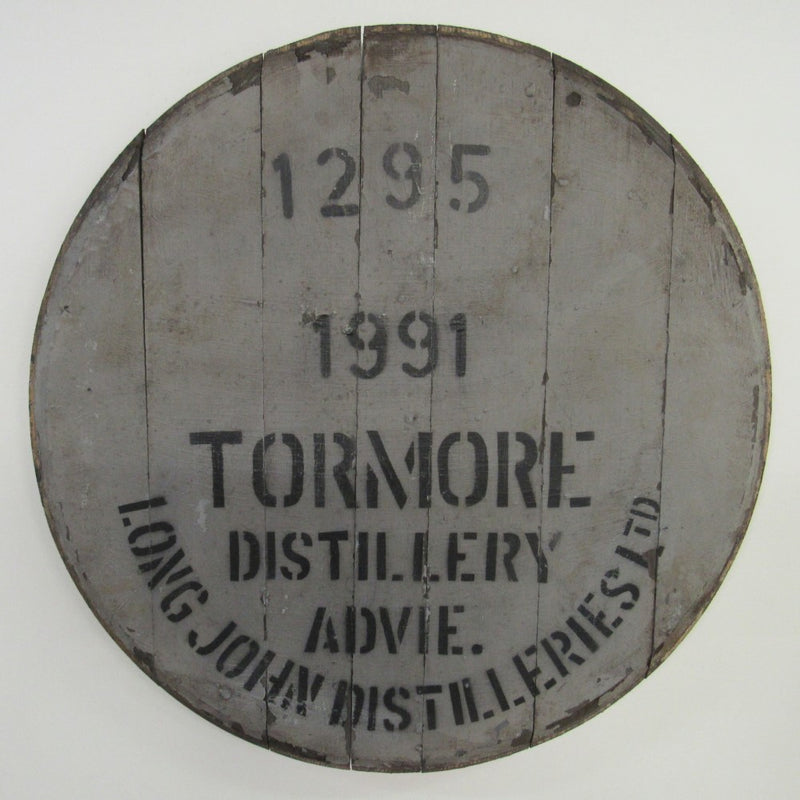 1295
1991
TORMORE
DISTILLERY
ADVIE.
LONG JOHN DISTILLERIES LTD.